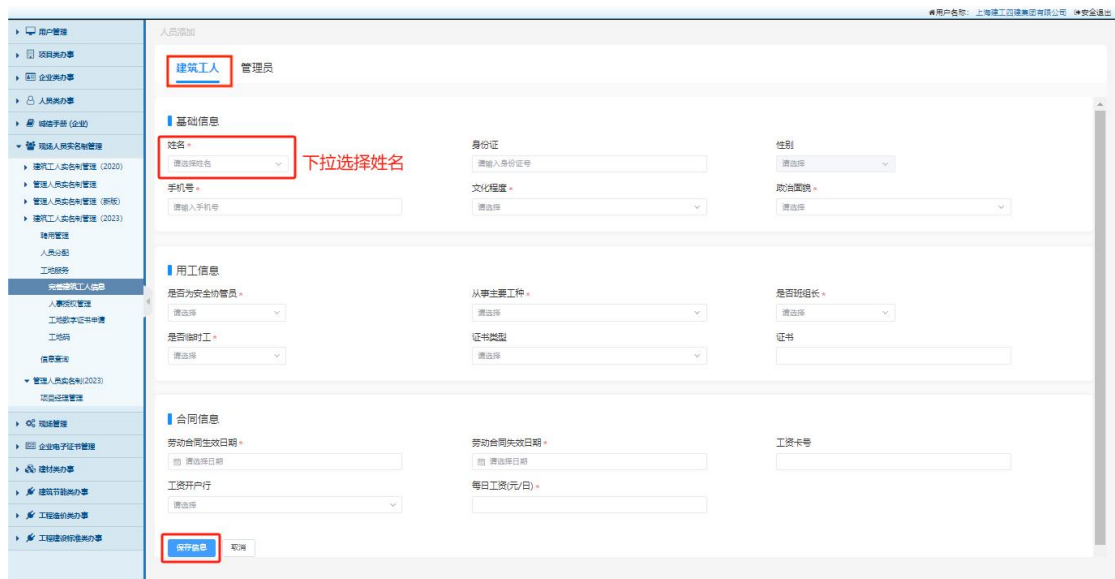 用户名称: 上海建工四建集团有限公司 安全退出
用户管理
项目类办事
企业类办事
人员类办事
诚信手册 (企业)
现场人员实名制管理
建筑工人实名制管理 (2020)
管理人员实名制管理
管理人员实名制管理 (新版)
建筑工人实名制管理 (2023)
聘用管理
人员分配
工地服务
完善建筑工人信息
人事授权管理
工地数字证书申请
工地码
信息查询
管理人员实名制(2023)
项目经理管理
现场管理
企业电子证书管理
建材类办事
建筑节能类办事
工程造价类办事
工程建设标准类办事
人员添加
建筑工人 管理员
基础信息
姓名* 身份证 性别
请选择姓名 请输入身份证号 请选择
下拉选择姓名
手机号* 文化程度* 政治面貌*
请输入手机号 请选择 请选择
用工信息
是否为安全协管员* 从事主要工种* 是否班组长*
请选择 请选择 请选择
是否临时工* 证书类型 证书
请选择 请选择
合同信息
劳动合同生效日期* 劳动合同失效日期* 工资卡号
请选择日期 请选择日期
工资开户行 每日工资(元/日)*
请选择
保存信息 取消